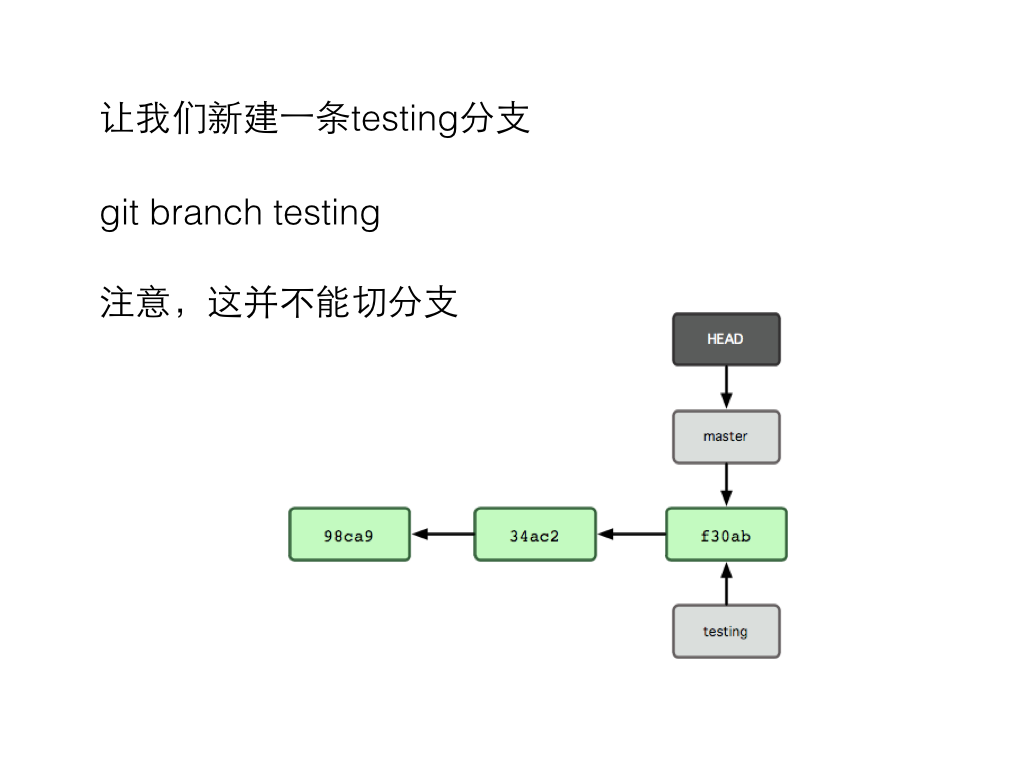 让我们新建一条testing分支
git branch testing
注意，这并不能切分支
HEAD
master
98ca9
34ac2
f30ab
testing